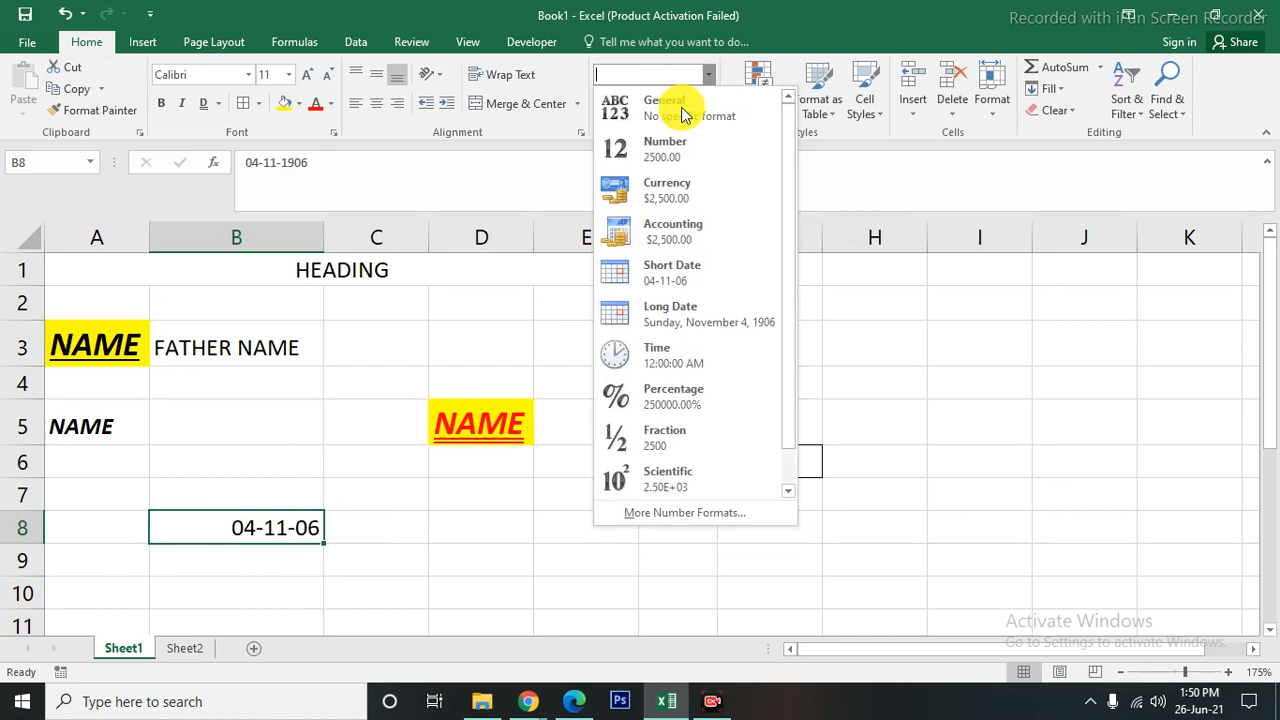 Book1 - Excel (Product Activation Failed)
Recorded with iTop Screen Recorder
File Home Insert Page Layout Formulas Data Review View Developer Tell me what you want to do... Sign in Share
Paste
Cut
Copy
Format Painter
Clipboard
Calibri 11
B I U
Font
Wrap Text
Merge & Center
General
No specific format
Number
2500.00
Currency
$2,500.00
Accounting
$2,500.00
Short Date
04-11-06
Long Date
Sunday, November 4, 1906
Time
12:00:00 AM
Percentage
250000.00%
Fraction
2500
Scientific
2.50E+03
More Number Formats...
Format as Table
Cell Styles
Insert Delete Format
Cells
AutoSum
Fill
Clear
Sort & Filter
Find & Select
Editing
B8 fx 04-11-1906
A B C D E H I J K
1 HEADING
2
3 NAME FATHER NAME
4
5 NAME NAME
6
7
8 04-11-06
9
10
11
Activate Windows
Go to Settings to activate Windows.
Sheet1 Sheet2
Ready 175%
Type here to search
Ps
1:50 PM
26-Jun-21